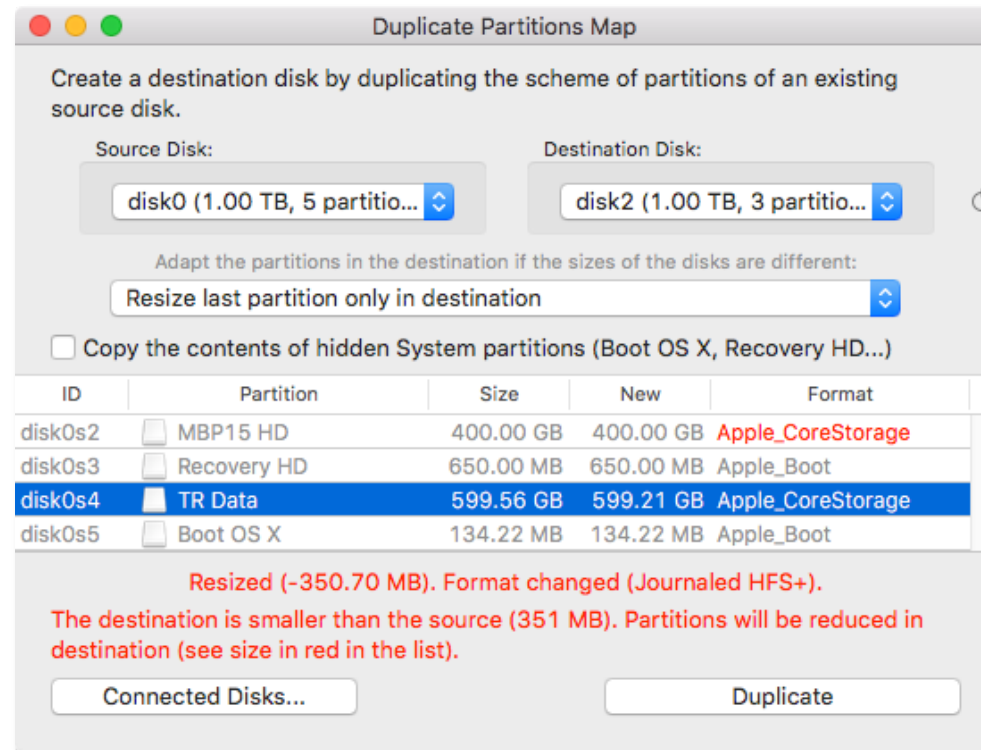 Duplicate Partitions Map
Create a destination disk by duplicating the scheme of partitions of an existing
source disk.
Source Disk: Destination Disk:
disk0 (1.00 TB, 5 partitio... disk2 (1.00 TB, 3 partitio...
Adapt the partitions in the destination if the sizes of the disks are different:
Resize last partition only in destination
Copy the contents of hidden System partitions (Boot OS X, Recovery HD...)
ID Partition Size New Format
disk0s2 MBP15 HD 400.00 GB 400.00 GB Apple_CoreStorage
disk0s3 Recovery HD 650.00 MB 650.00 MB Apple_Boot
disk0s4 TR Data 599.56 GB 599.21 GB Apple_CoreStorage
disk0s5 Boot OS X 134.22 MB 134.22 MB Apple_Boot
Resized (-350.70 MB). Format changed (Journaled HFS+).
The destination is smaller than the source (351 MB). Partitions will be reduced in
destination (see size in red in the list).
Connected Disks... Duplicate